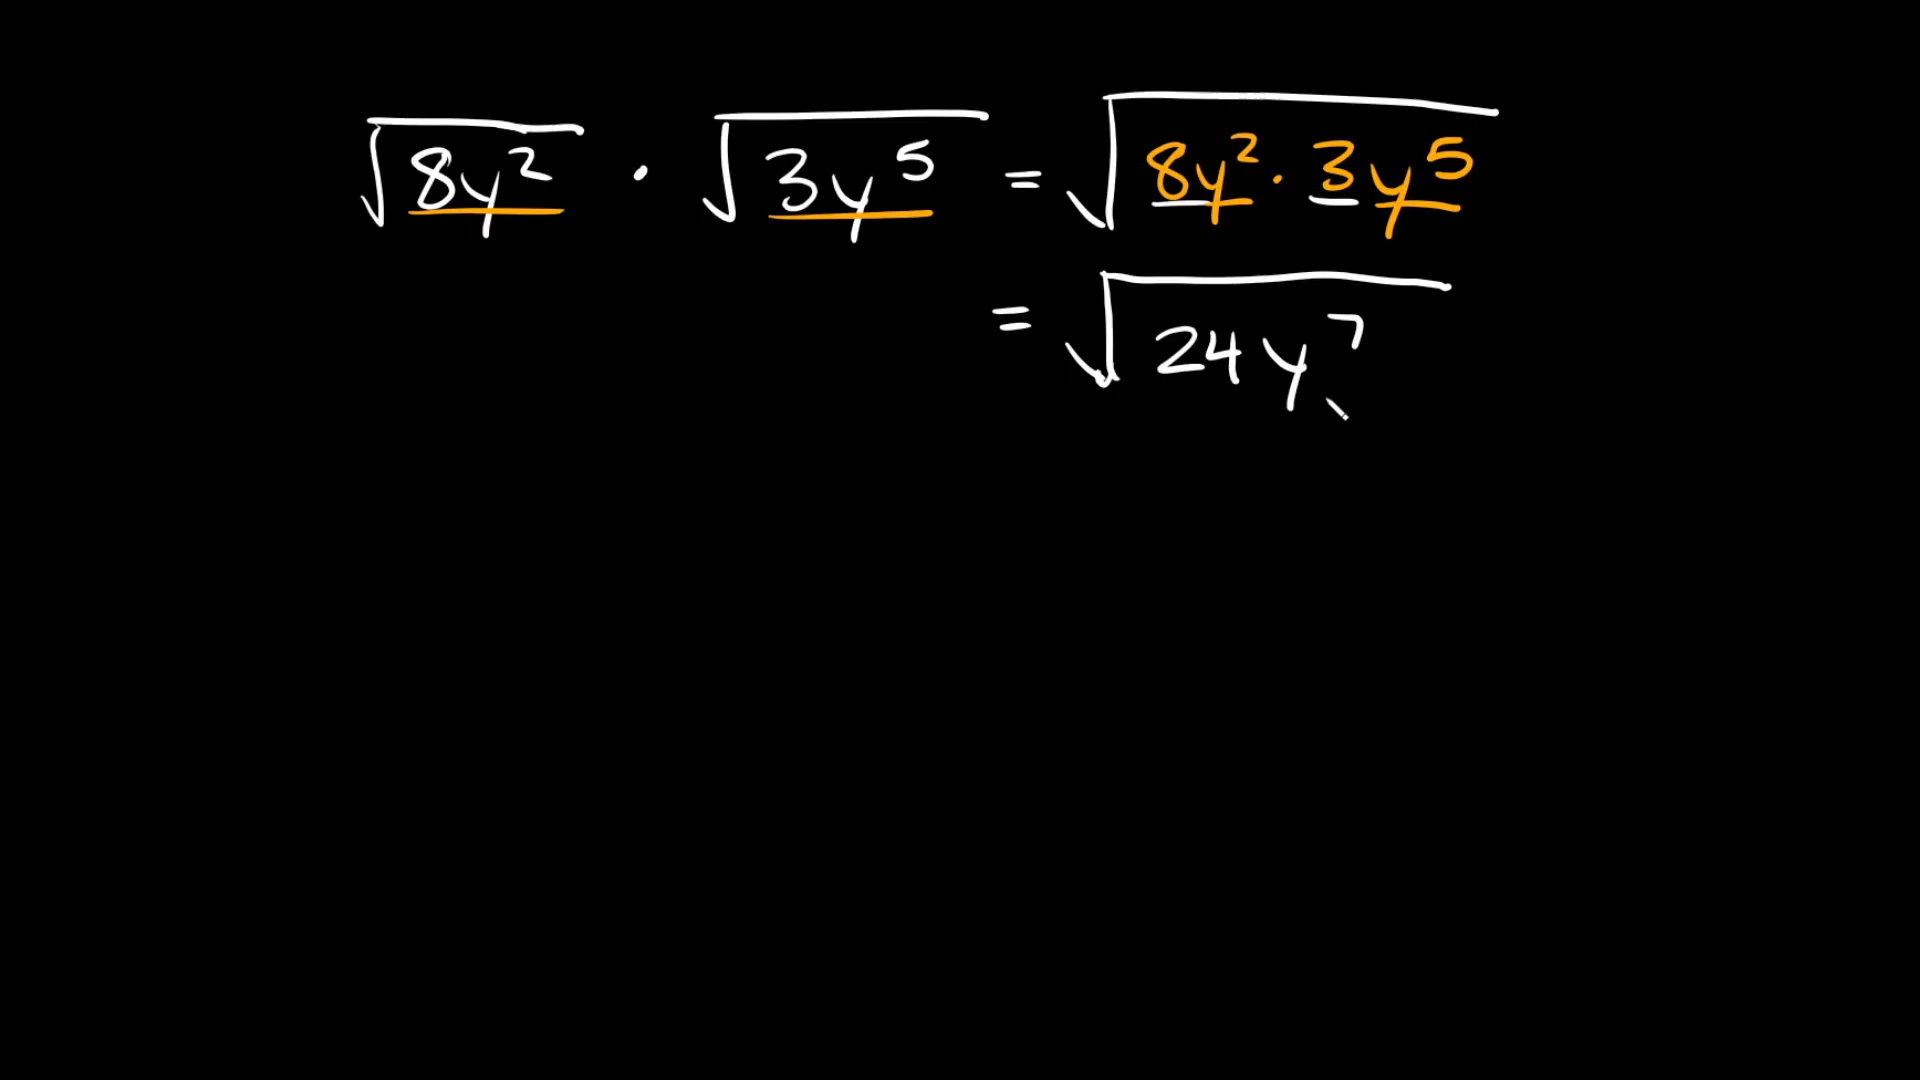 √8y² · √3y⁵ = √8y² · 3y⁵
= √24y⁷